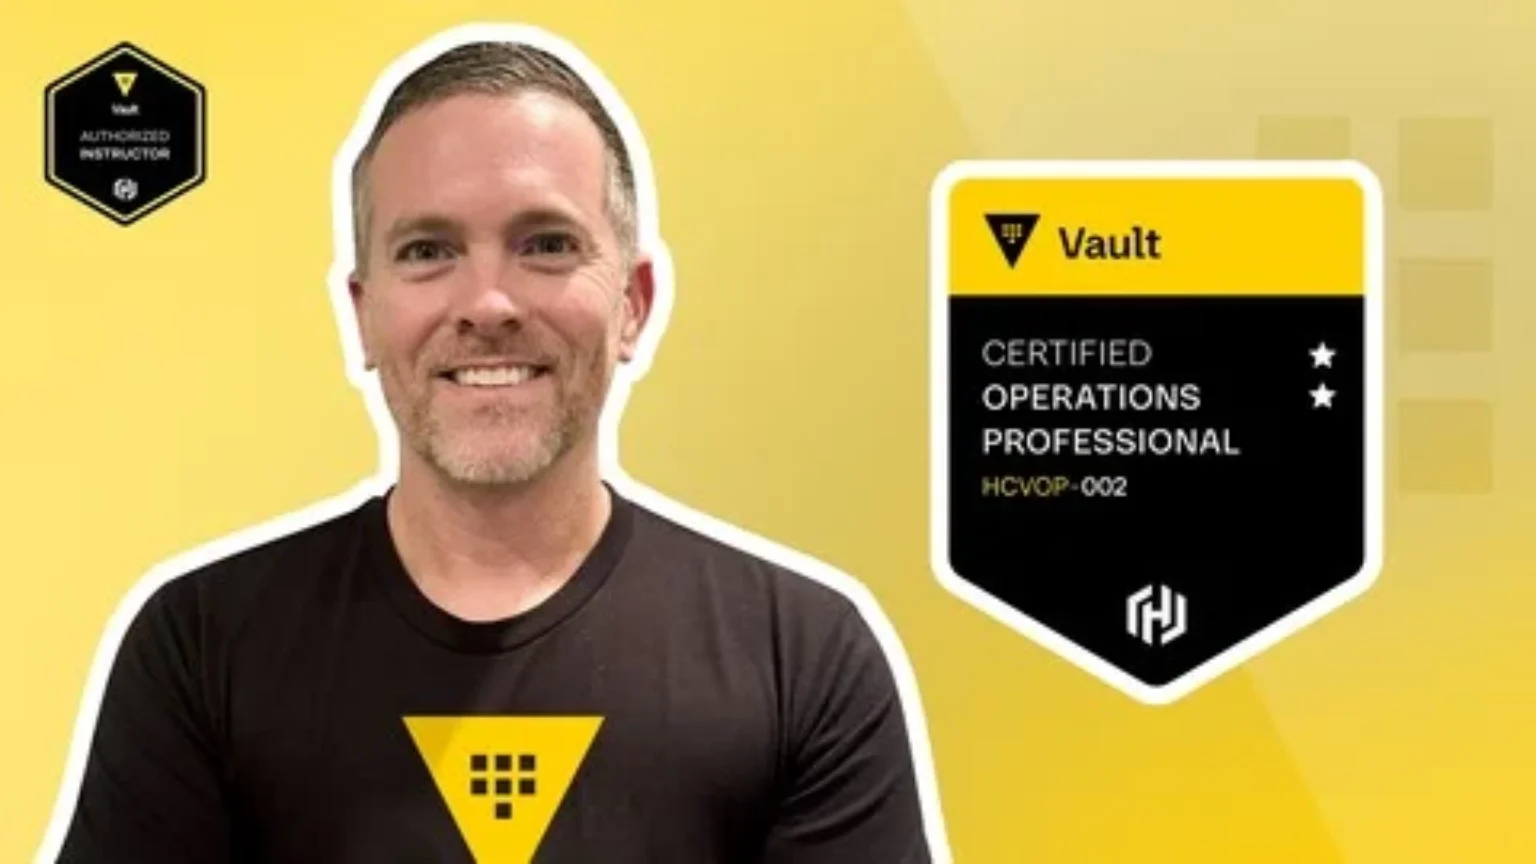 Vault
AUTHORIZED
INSTRUCTOR
Vault
CERTIFIED
OPERATIONS
PROFESSIONAL
HCVOP-002